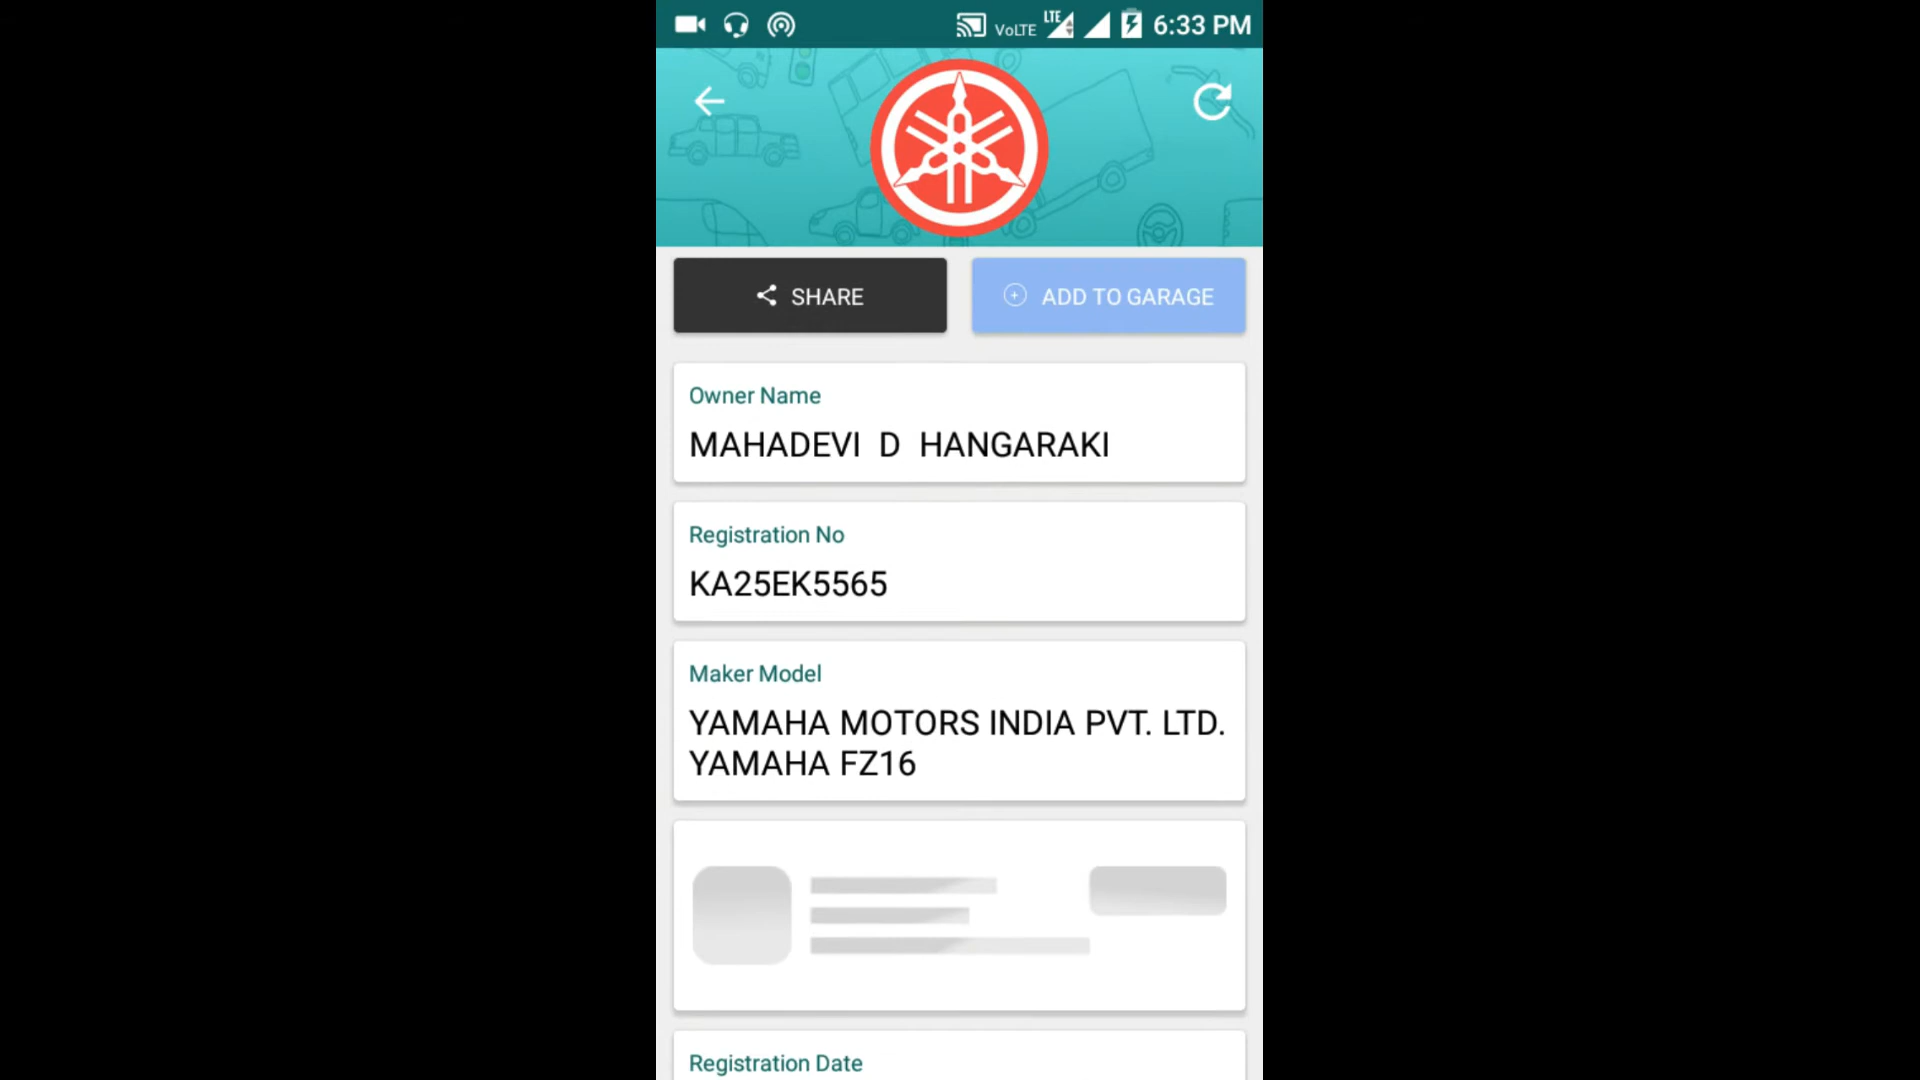 VoLTE LTE 6:33 PM
SHARE
ADD TO GARAGE
Owner Name
MAHADEVI D HANGARAKI
Registration No
KA25EK5565
Maker Model
YAMAHA MOTORS INDIA PVT. LTD.
YAMAHA FZ16
Registration Date